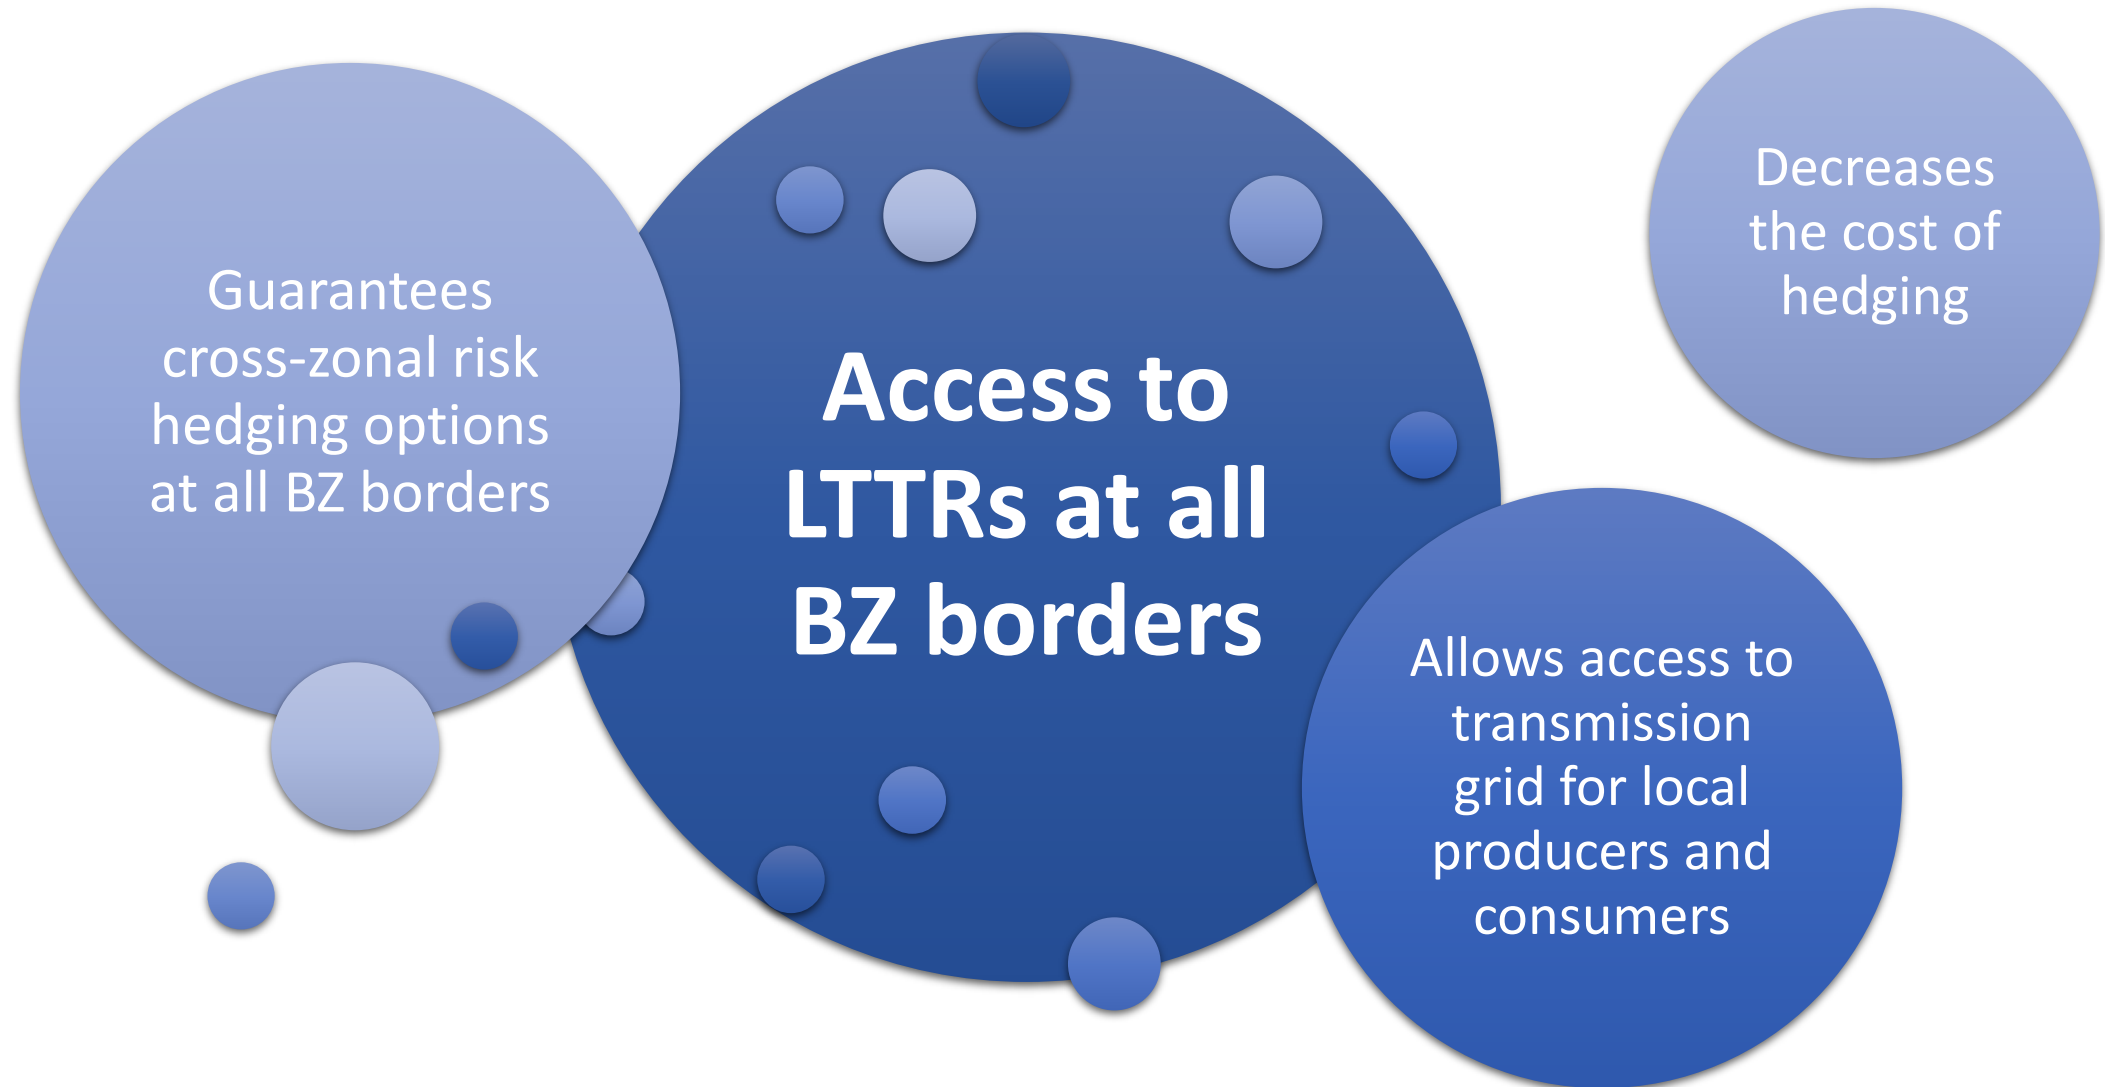 Guarantees
cross-zonal risk
hedging options
at all BZ borders
Access to
LTTRs at all
BZ borders
Decreases
the cost of
hedging
Allows access to
transmission
grid for local
producers and
consumers